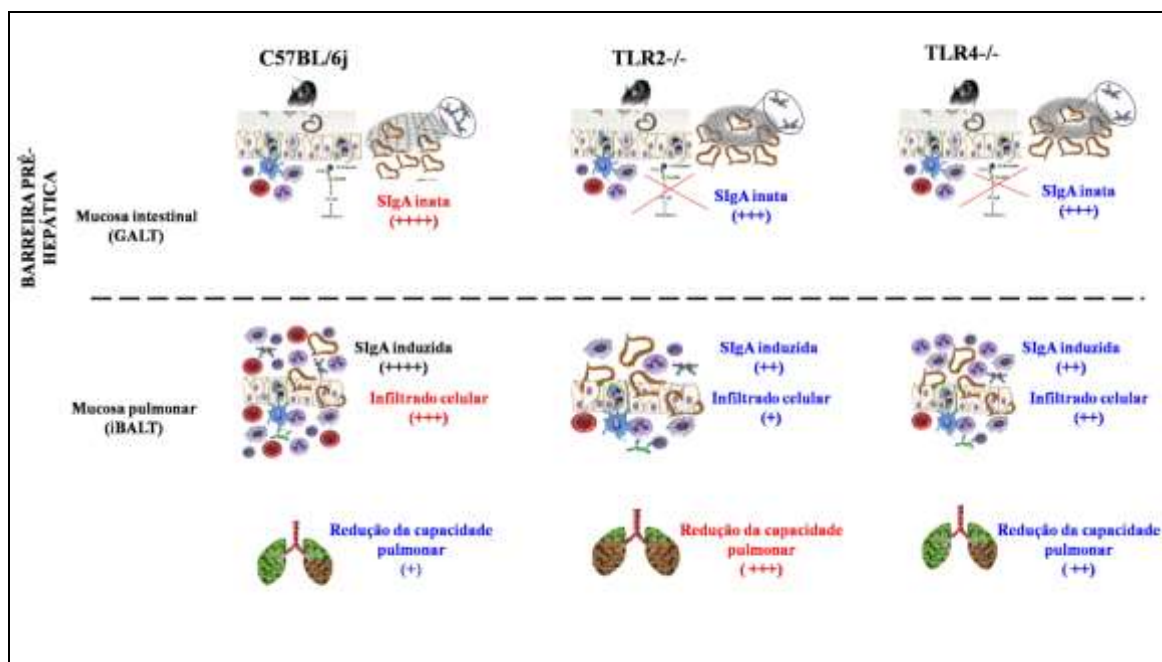 C57BL/6j
TLR2-/-
TLR4-/-
BARREIRA PRÉ-
HEPÁTICA
Mucosa intestinal
(GALT)
SIgA inata
(++++)
SIgA inata
(+++)
SIgA inata
(+++)
Mucosa pulmonar
(iBALT)
SIgA induzida
(++++)
Infiltrado celular
(+++)
SIgA induzida
(++)
Infiltrado celular
(+)
SIgA induzida
(++)
Infiltrado celular
(++)
Redução da capacidade
pulmonar
(+)
Redução da capacidade
pulmonar
( +++)
Redução da capacidade
pulmonar
( ++)